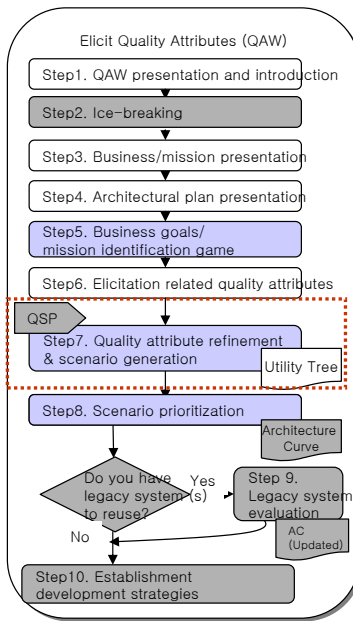 Elicit Quality Attributes (QAW)
Step1. QAW presentation and introduction
Step2. Ice-breaking
Step3. Business/mission presentation
Step4. Architectural plan presentation
Step5. Business goals/
mission identification game
Step6. Elicitation related quality attributes
QSP
Step7. Quality attribute refinement
& scenario generation
Utility Tree
Step8. Scenario prioritization
Architecture
Curve
Do you have
legacy system (s)
to reuse?
Yes
Step 9.
Legacy system
evaluation
No
AC
(Updated)
Step10. Establishment
development strategies